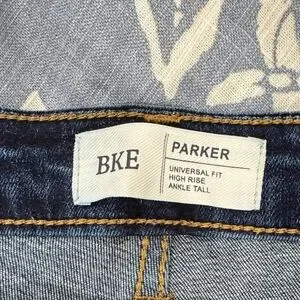 BKE
PARKER
UNIVERSAL FIT
HIGH RISE
ANKLE TALL